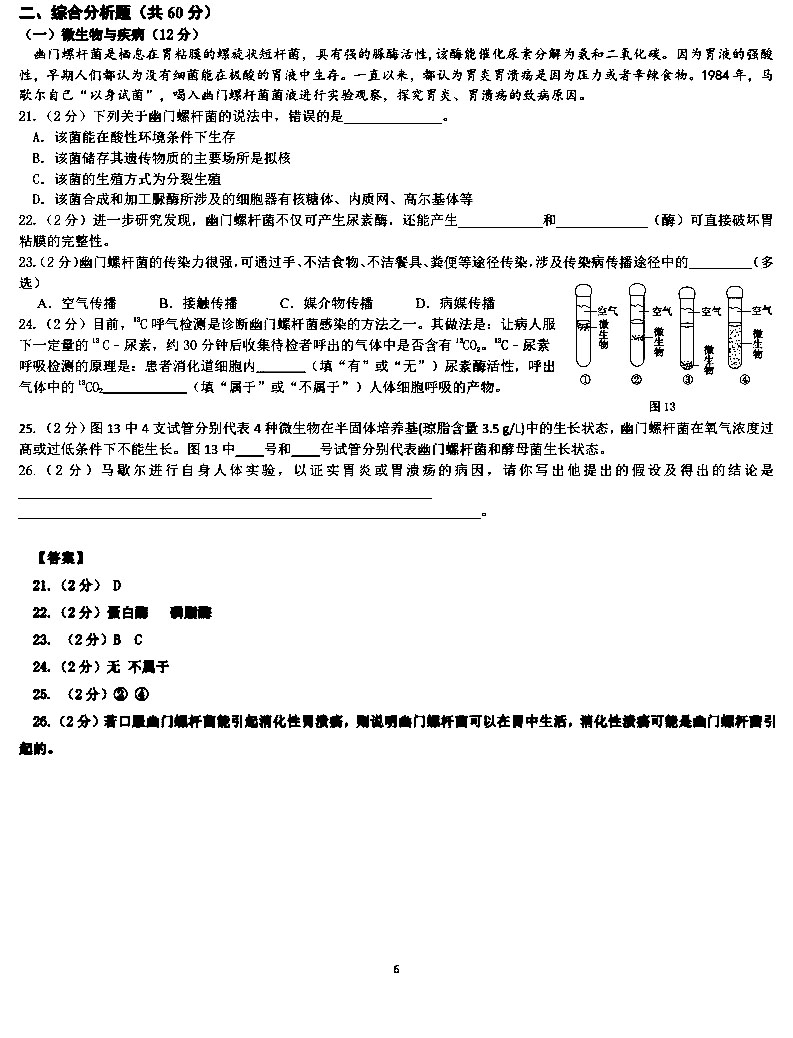 二、综合分析题（共 60 分）
（一）微生物与疾病（12 分）
幽门螺杆菌是栖息在胃粘膜的螺旋状短杆菌，具有强的脲酶活性,该酶能催化尿素分解为氨和二氧化碳。因为胃液的强酸
性，早期人们都认为没有细菌能在极酸的胃液中生存。一直以来，都认为胃炎胃溃疡是因为压力或者辛辣食物。1984 年，马
歇尔自己“以身试菌”，喝入幽门螺杆菌菌液进行实验观察，探究胃炎、胃溃疡的致病原因。
21.（2 分）下列关于幽门螺杆菌的说法中，错误的是______________。
A．该菌能在酸性环境条件下生存
B．该菌储存其遗传物质的主要场所是拟核
C．该菌的生殖方式为分裂生殖
D．该菌合成和加工脲酶所涉及的细胞器有核糖体、内质网、高尔基体等
22.（2 分）进一步研究发现，幽门螺杆菌不仅可产生尿素酶，还能产生____________和_____________（酶）可直接破坏胃
粘膜的完整性。
23.（2 分)幽门螺杆菌的传染力很强,可通过手、不洁食物、不洁餐具、粪便等途径传染,涉及传染病传播途径中的_________（多
选）
A．空气传播 B．接触传播 C．媒介物传播 D．病媒传播
24.（2 分）目前，¹³C 呼气检测是诊断幽门螺杆菌感染的方法之一。其做法是：让病人服
下一定量的 ¹³C－尿素，约 30 分钟后收集待检者呼出的气体中是否含有 ¹³CO₂。¹³C－尿素
呼吸检测的原理是：患者消化道细胞内_______（填“有”或“无”）尿素酶活性，呼出
气体中的 ¹³CO₂____________（填“属于”或“不属于”）人体细胞呼吸的产物。
空气 空气 空气 空气
微生物 微生物 微生物 微生物
① ② ③ ④
图 13
25.（2 分）图 13 中 4 支试管分别代表 4 种微生物在半固体培养基(琼脂含量 3.5 g/L)中的生长状态，幽门螺杆菌在氧气浓度过
高或过低条件下不能生长。图 13 中____号和____号试管分别代表幽门螺杆菌和酵母菌生长状态。
26.（2 分）马歇尔进行自身人体实验，以证实胃炎或胃溃疡的病因，请你写出他提出的假设及得出的结论是
____________________________________________________________
___________________________________________________________________。
【答案】
21.（2 分） D
22.（2 分）蛋白酶 磷脂酶
23. （2 分）B C
24.（2 分）无 不属于
25. （2 分）② ④
26.（2 分）若口服幽门螺杆菌能引起消化性胃溃疡，则说明幽门螺杆菌可以在胃中生活，消化性溃疡可能是幽门螺杆菌引
起的。
6